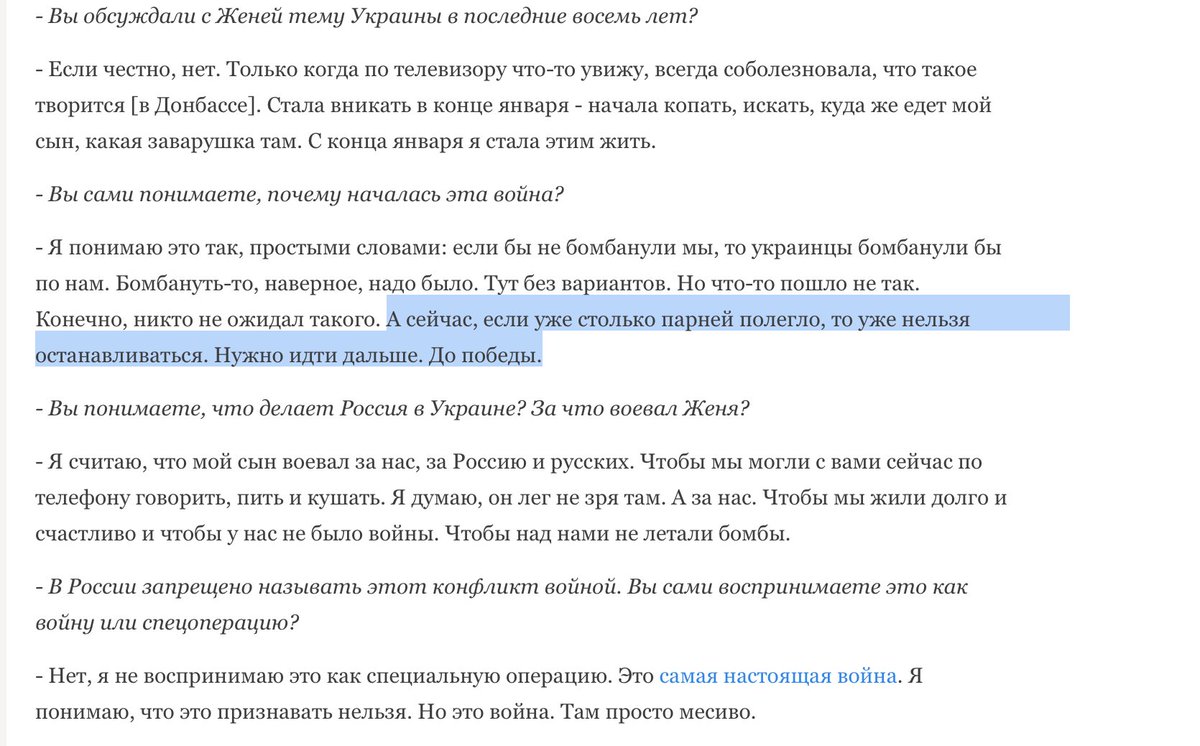 - Вы обсуждали с Женей тему Украины в последние восемь лет?
- Если честно, нет. Только когда по телевизору что-то увижу, всегда соболезновала, что такое
творится [в Донбассе]. Стала вникать в конце января - начала копать, искать, куда же едет мой
сын, какая заварушка там. С конца января я стала этим жить.
- Вы сами понимаете, почему началась эта война?
- Я понимаю это так, простыми словами: если бы не бомбанули мы, то украинцы бомбанули бы
по нам. Бомбануть-то, наверное, надо было. Тут без вариантов. Но что-то пошло не так.
Конечно, никто не ожидал такого. А сейчас, если уже столько парней полегло, то уже нельзя
останавливаться. Нужно идти дальше. До победы.
- Вы понимаете, что делает Россия в Украине? За что воевал Женя?
- Я считаю, что мой сын воевал за нас, за Россию и русских. Чтобы мы могли с вами сейчас по
телефону говорить, пить и кушать. Я думаю, он лег не зря там. А за нас. Чтобы мы жили долго и
счастливо и чтобы у нас не было войны. Чтобы над нами не летали бомбы.
- В России запрещено называть этот конфликт войной. Вы сами воспринимаете это как
войну или спецоперацию?
- Нет, я не воспринимаю это как специальную операцию. Это самая настоящая война. Я
понимаю, что это признавать нельзя. Но это война. Там просто месиво.